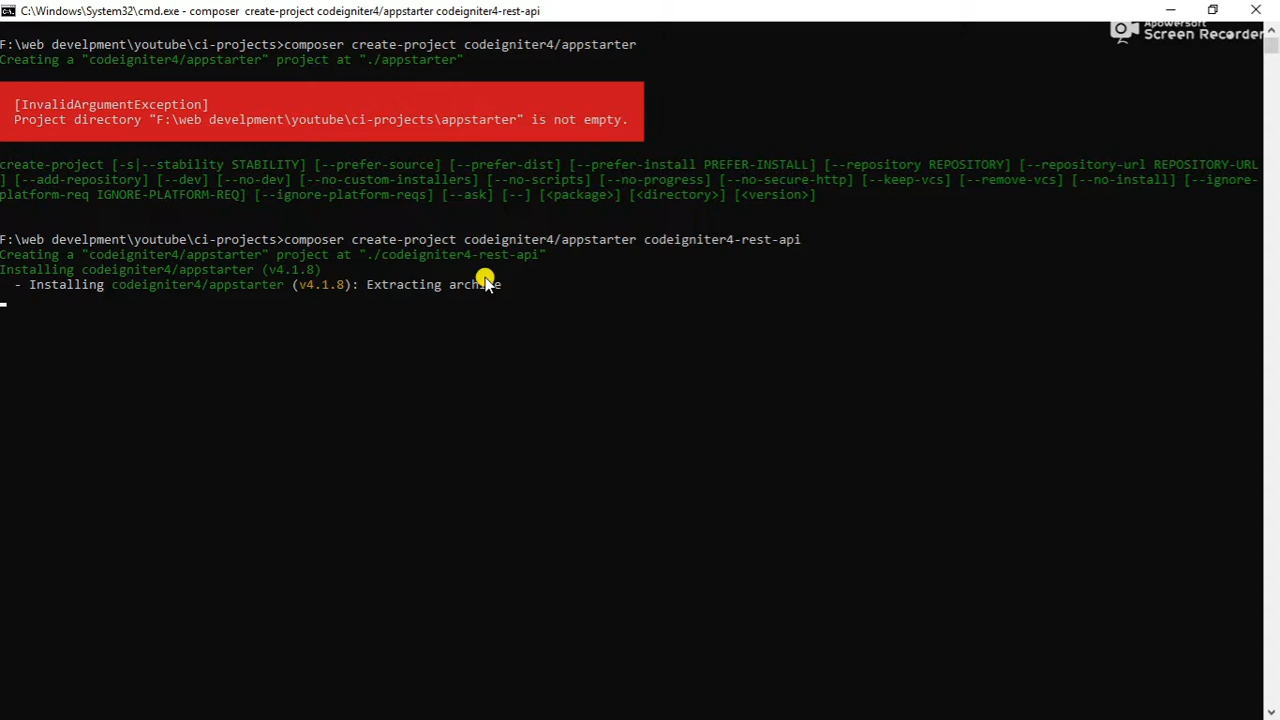 C:\Windows\System32\cmd.exe - composer  create-project codeigniter4/appstarter codeigniter4-rest-api
Apowersoft
Screen Recorder
F:\web develpment\youtube\ci-projects>composer create-project codeigniter4/appstarter
Creating a "codeigniter4/appstarter" project at "./appstarter"
[InvalidArgumentException]
Project directory "F:\web develpment\youtube\ci-projects\appstarter" is not empty.
create-project [-s|--stability STABILITY] [--prefer-source] [--prefer-dist] [--prefer-install PREFER-INSTALL] [--repository REPOSITORY] [--repository-url REPOSITORY-URL
] [--add-repository] [--dev] [--no-dev] [--no-custom-installers] [--no-scripts] [--no-progress] [--no-secure-http] [--keep-vcs] [--remove-vcs] [--no-install] [--ignore-
platform-req IGNORE-PLATFORM-REQ] [--ignore-platform-reqs] [--ask] [--] [<package>] [<directory>] [<version>]
F:\web develpment\youtube\ci-projects>composer create-project codeigniter4/appstarter codeigniter4-rest-api
Creating a "codeigniter4/appstarter" project at "./codeigniter4-rest-api"
Installing codeigniter4/appstarter (v4.1.8)
- Installing codeigniter4/appstarter (v4.1.8): Extracting archive